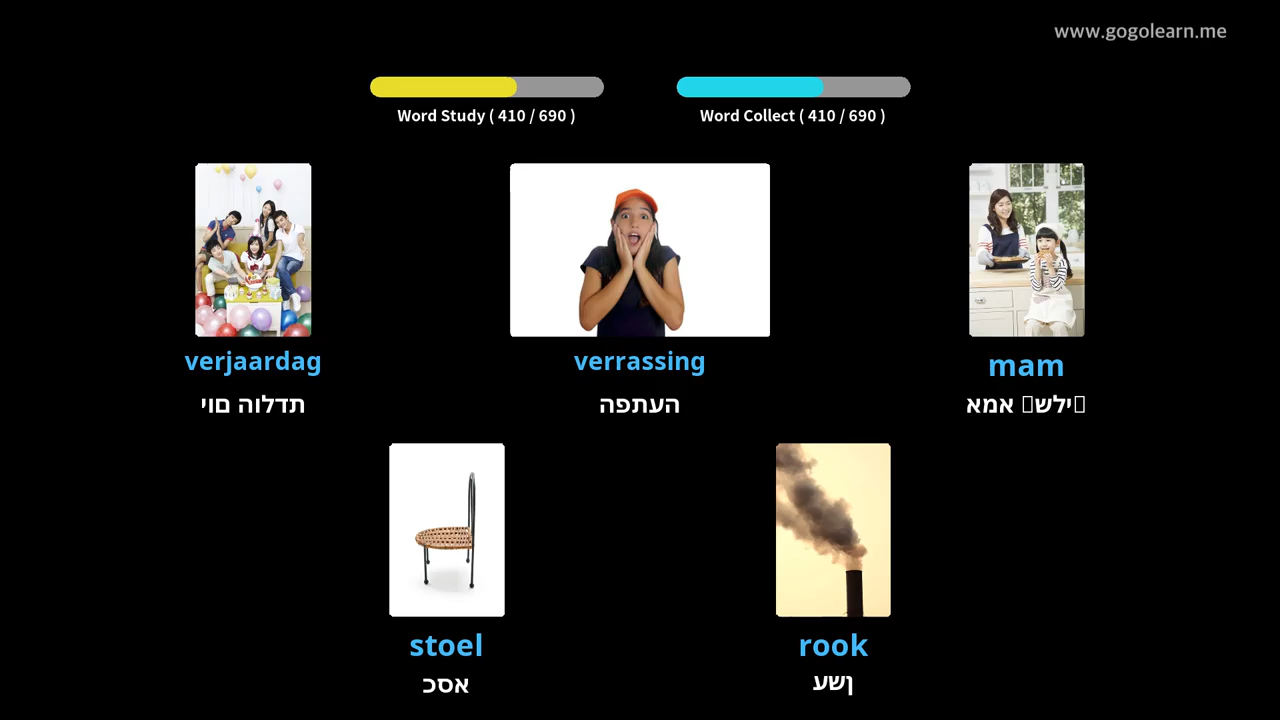 www.gogolearn.me
Word Study ( 410 / 690 )
Word Collect ( 410 / 690 )
verjaardag
יום הולדת
verrassing
הפתעה
mam
אמא שלי
stoel
כסא
rook
עשן